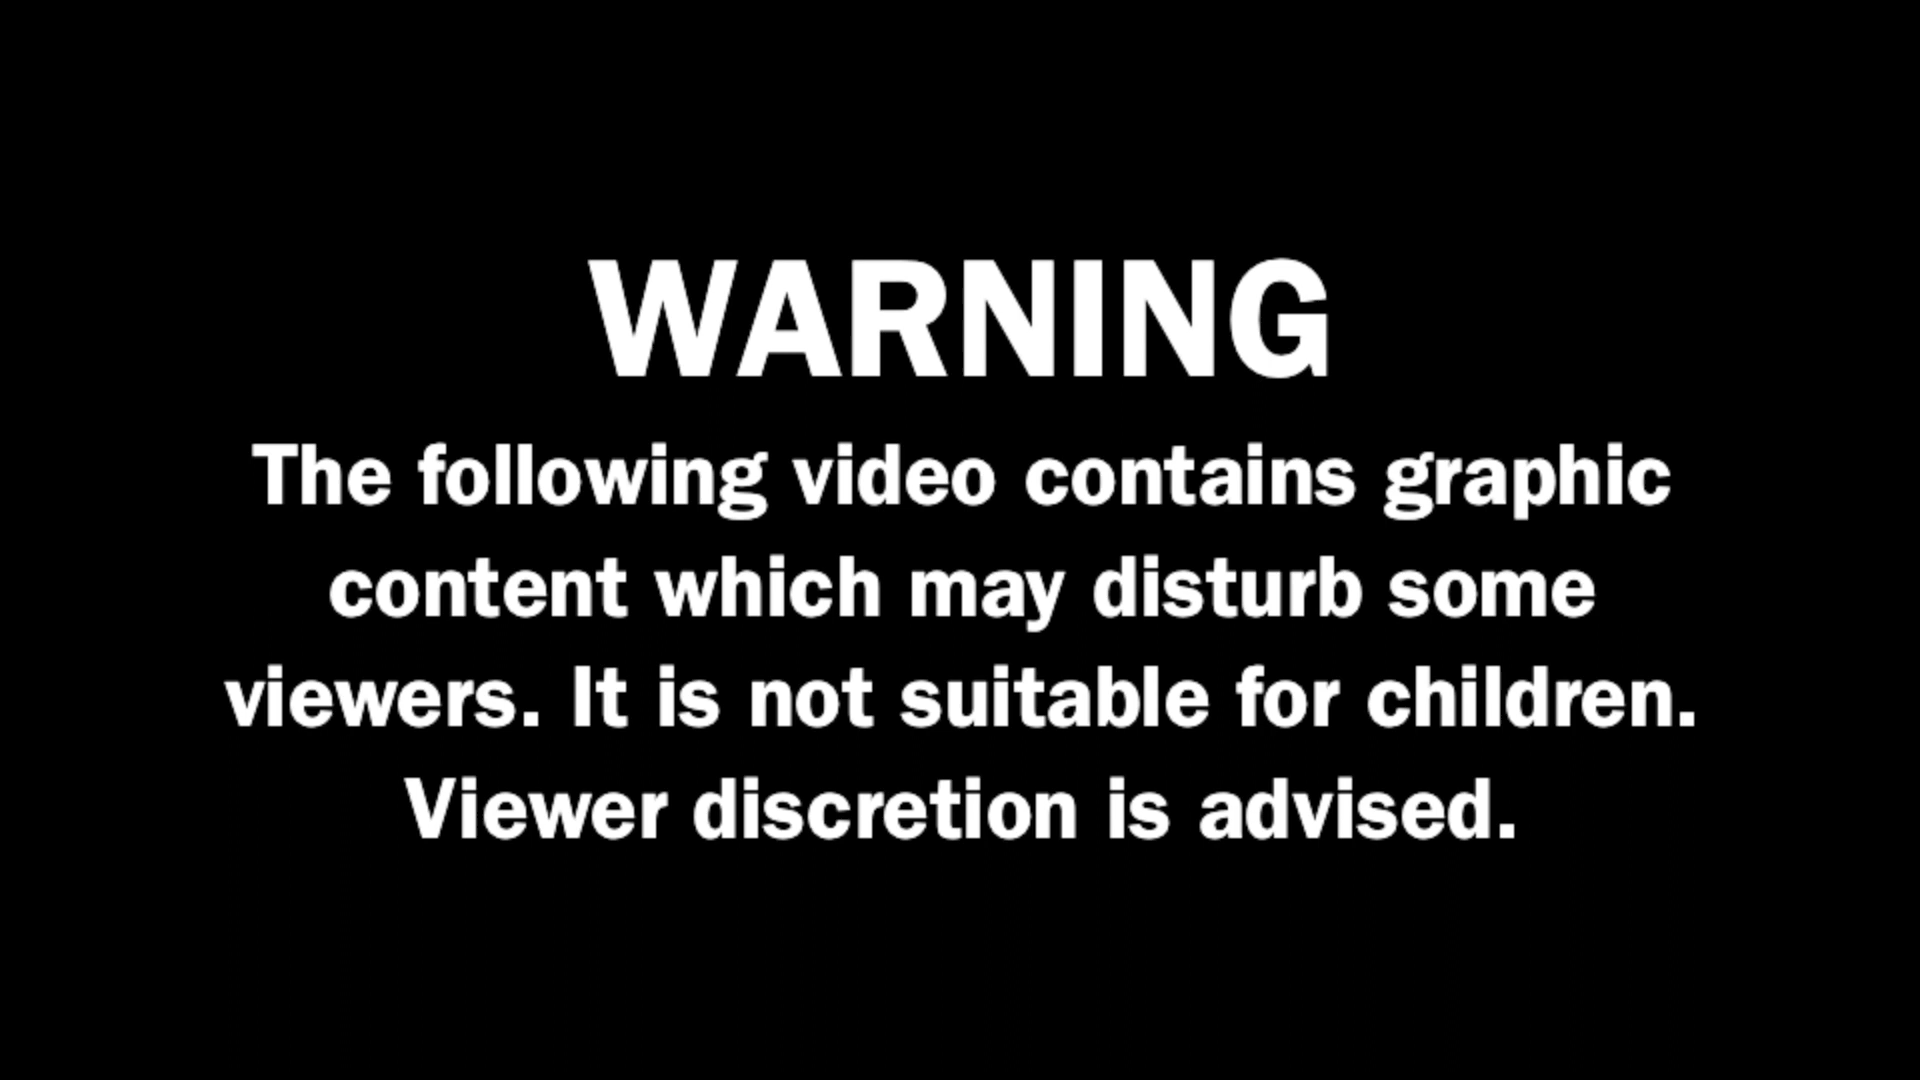 WARNING
The following video contains graphic
content which may disturb some
viewers. It is not suitable for children.
Viewer discretion is advised.